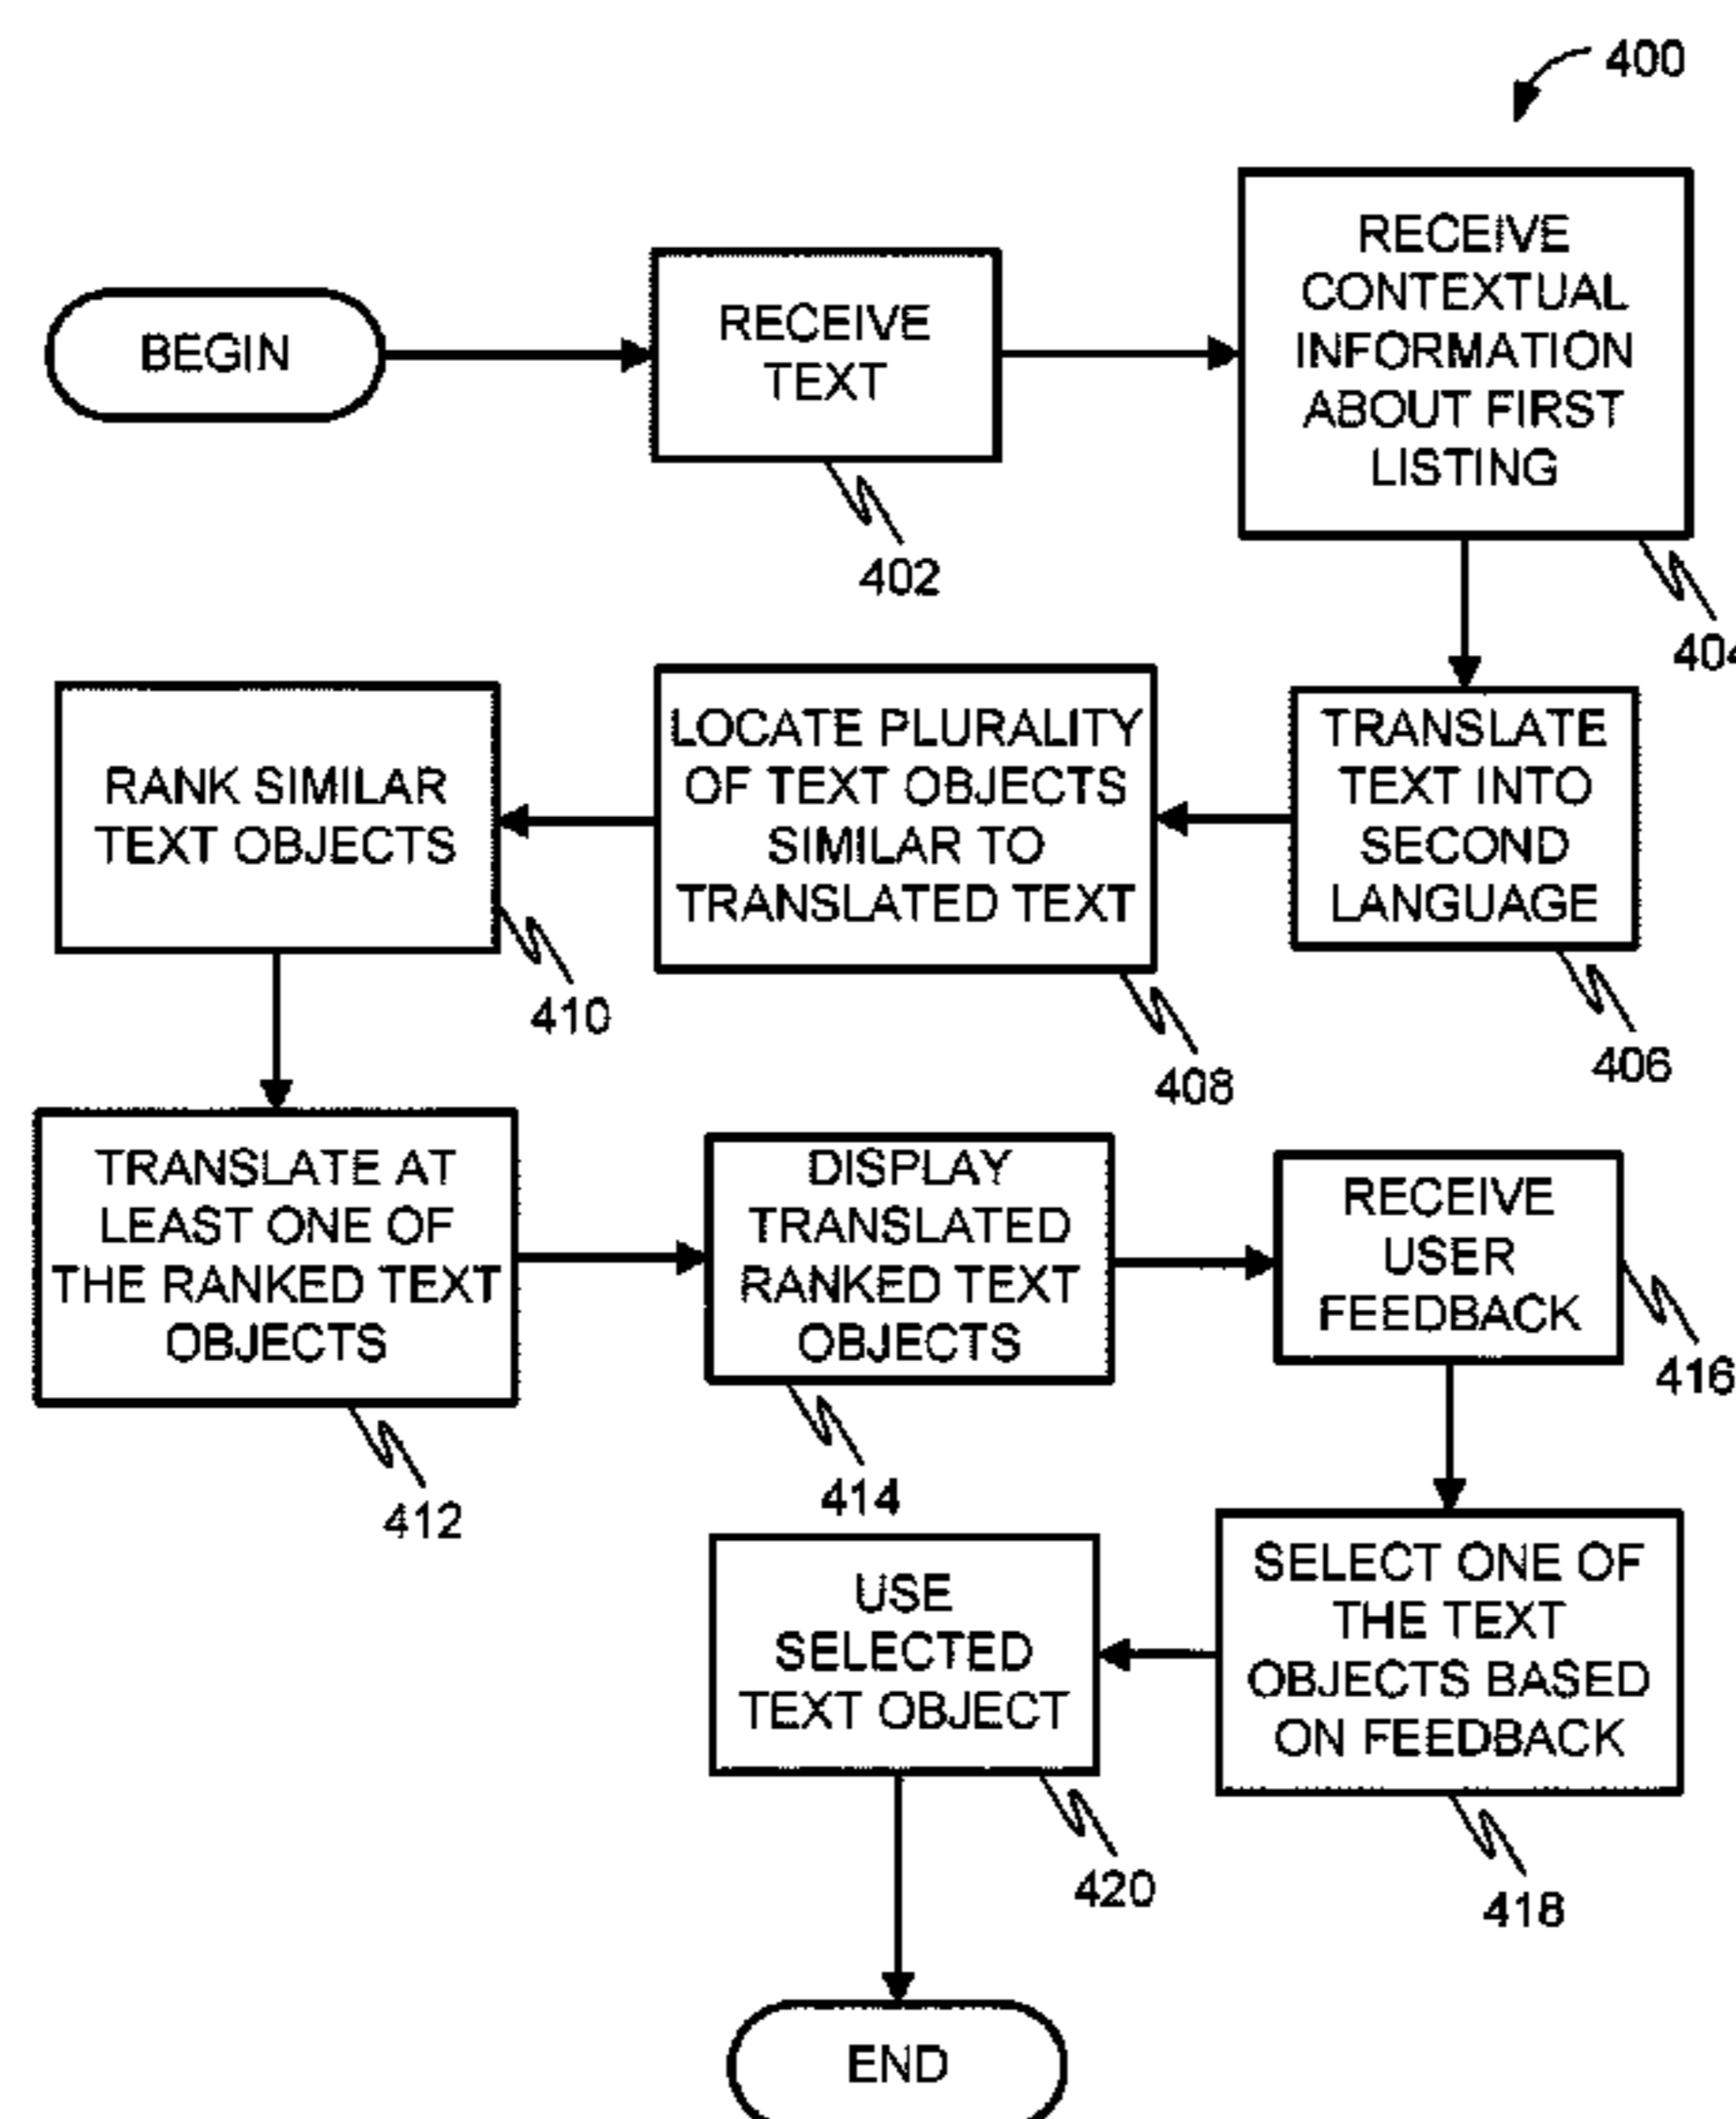 400
BEGIN
RECEIVE
TEXT
402
RECEIVE
CONTEXTUAL
INFORMATION
ABOUT FIRST
LISTING
404
TRANSLATE
TEXT INTO
SECOND
LANGUAGE
406
LOCATE PLURALITY
OF TEXT OBJECTS
SIMILAR TO
TRANSLATED TEXT
408
RANK SIMILAR
TEXT OBJECTS
410
TRANSLATE AT
LEAST ONE OF
THE RANKED TEXT
OBJECTS
412
DISPLAY
TRANSLATED
RANKED TEXT
OBJECTS
414
RECEIVE
USER
FEEDBACK
416
SELECT ONE OF
THE TEXT
OBJECTS BASED
ON FEEDBACK
418
USE
SELECTED
TEXT OBJECT
420
END